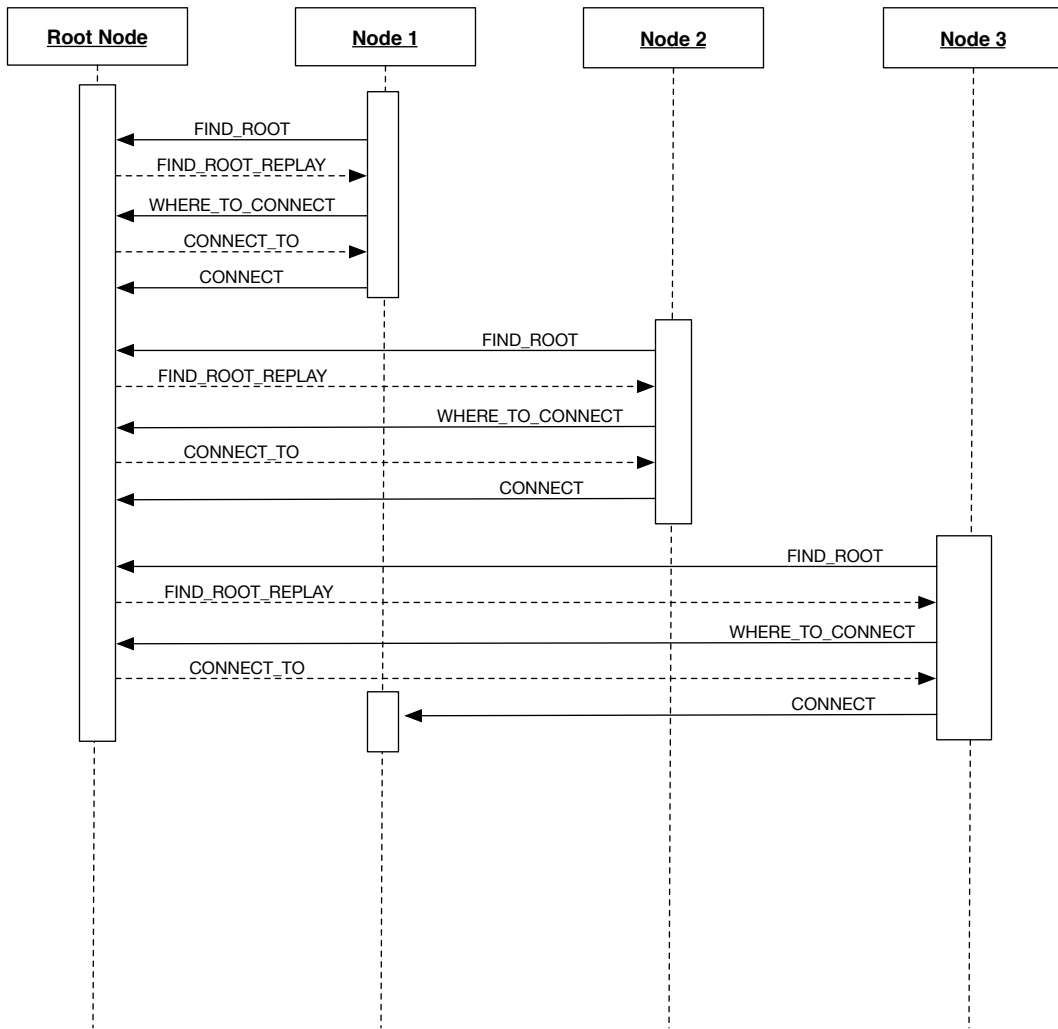 Root Node
Node 1
Node 2
Node 3
FIND_ROOT
FIND_ROOT_REPLAY
WHERE_TO_CONNECT
CONNECT_TO
CONNECT
FIND_ROOT
FIND_ROOT_REPLAY
WHERE_TO_CONNECT
CONNECT_TO
CONNECT
FIND_ROOT
FIND_ROOT_REPLAY
WHERE_TO_CONNECT
CONNECT_TO
CONNECT